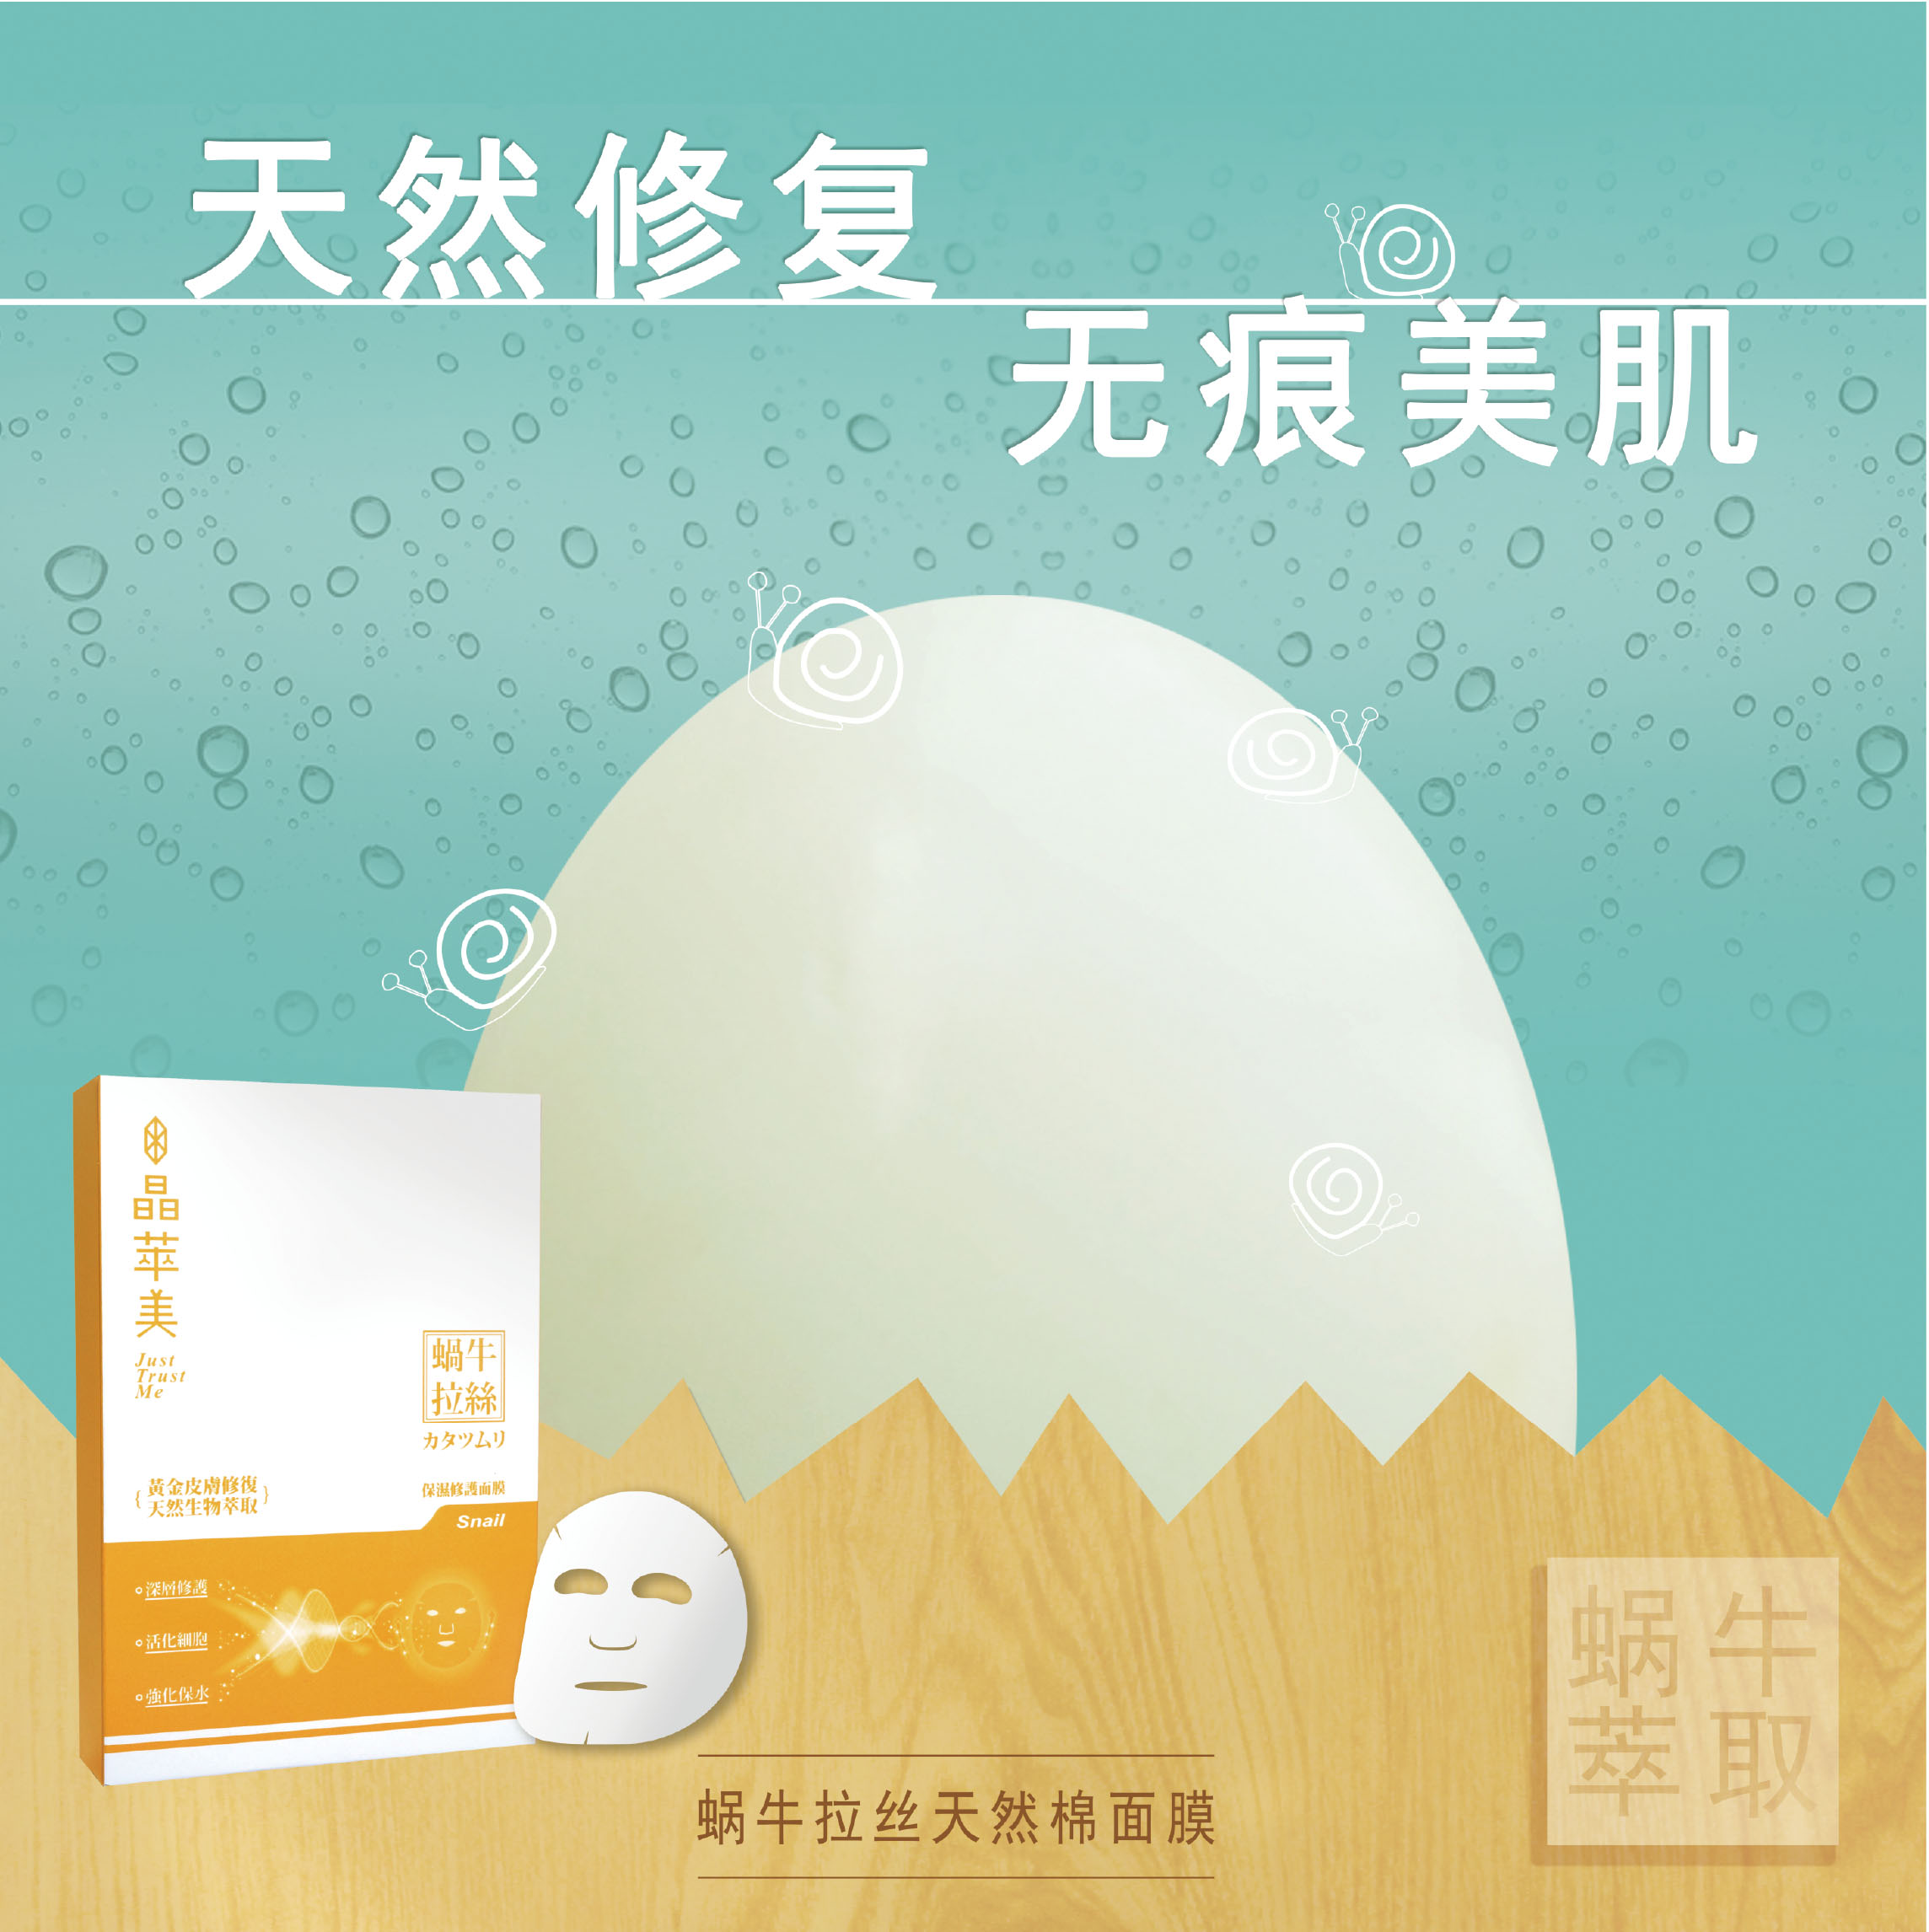 天然修复
无痕美肌
晶苹美
Just
Trust
Me
蝸牛
拉絲
カタツムリ
黃金皮膚修復
天然生物萃取
保濕修護面膜
Snail
深層修護
活化細胞
強化保水
蜗牛拉丝天然棉面膜
蜗牛
萃取